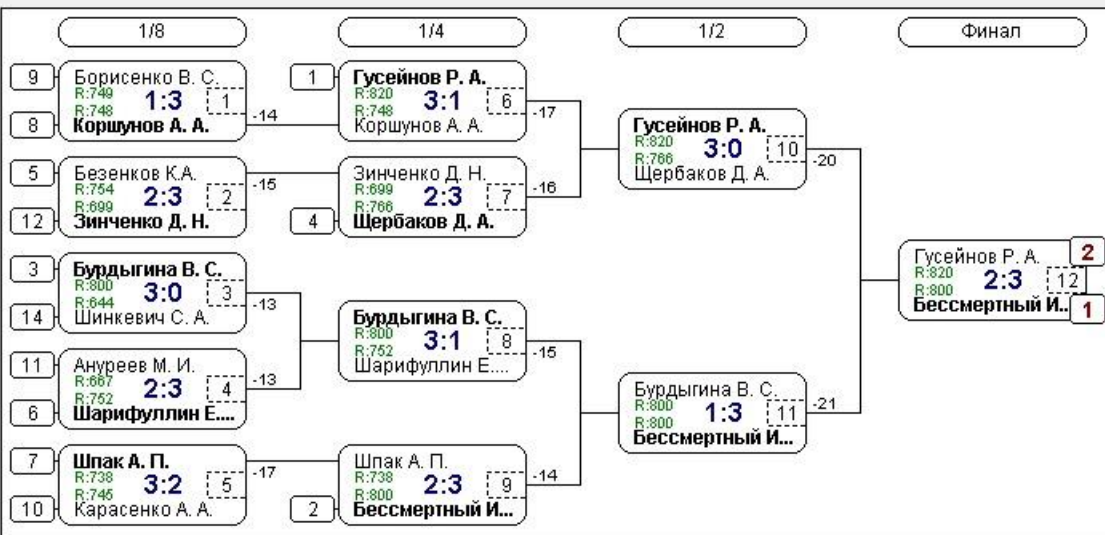 1/8
1/4
1/2
Финал
9
Борисенко В. С.
R:749
1:3
1
R:748
8
Коршунов А. А.
-14
5
Безенков К.А.
R:754
2:3
2
R:699
12
Зинченко Д. Н.
-15
3
Бурдыгина В. С.
R:800
3:0
3
R:644
14
Шинкевич С. А.
-13
11
Ануреев М. И.
R:667
2:3
4
R:752
6
Шарифуллин Е....
-13
7
Шпак А. П.
R:738
3:2
5
R:745
10
Карасенко А. А.
-17
1
Гусейнов Р. А.
R:820
3:1
6
R:748
Коршунов А. А.
-17
Зинченко Д. Н.
R:699
2:3
7
R:766
4
Щербаков Д. А.
-16
Бурдыгина В. С.
R:800
3:1
8
R:752
Шарифуллин Е....
-15
Шпак А. П.
R:738
2:3
9
R:800
2
Бессмертный И...
-14
Гусейнов Р. А.
R:820
3:0
10
R:766
Щербаков Д. А.
-20
Бурдыгина В. С.
R:800
1:3
11
R:800
Бессмертный И...
-21
Гусейнов Р. А.
2
R:820
2:3
12
R:800
Бессмертный И..
1